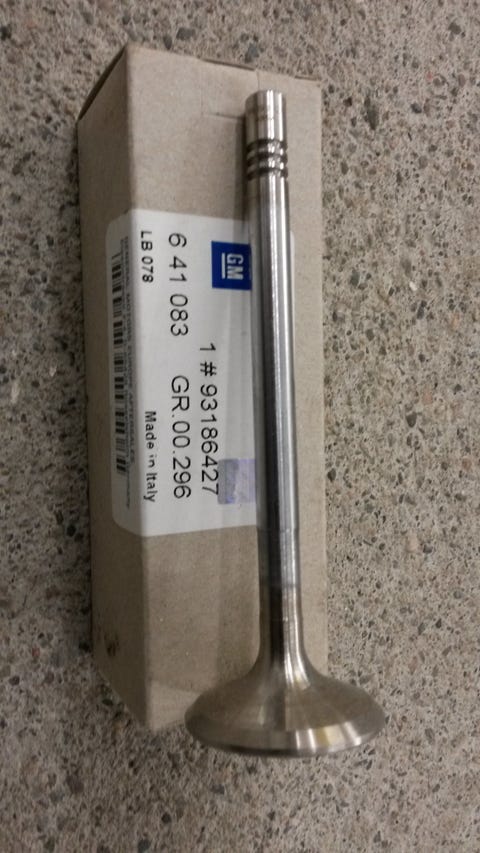 GM
1 # 93186427
6 41 083 GR.00.296
LB 078 Made in Italy